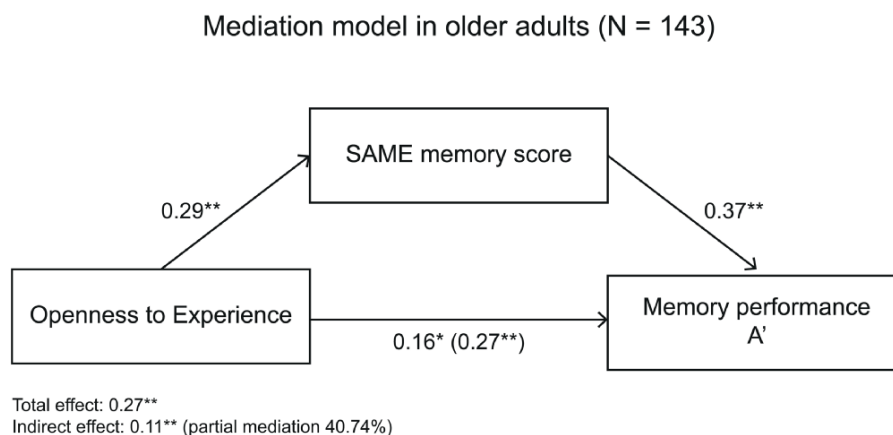 Mediation model in older adults (N = 143)
SAME memory score
0.29**
0.37**
Openness to Experience
Memory performance
A'
0.16* (0.27**)
Total effect: 0.27**
Indirect effect: 0.11** (partial mediation 40.74%)